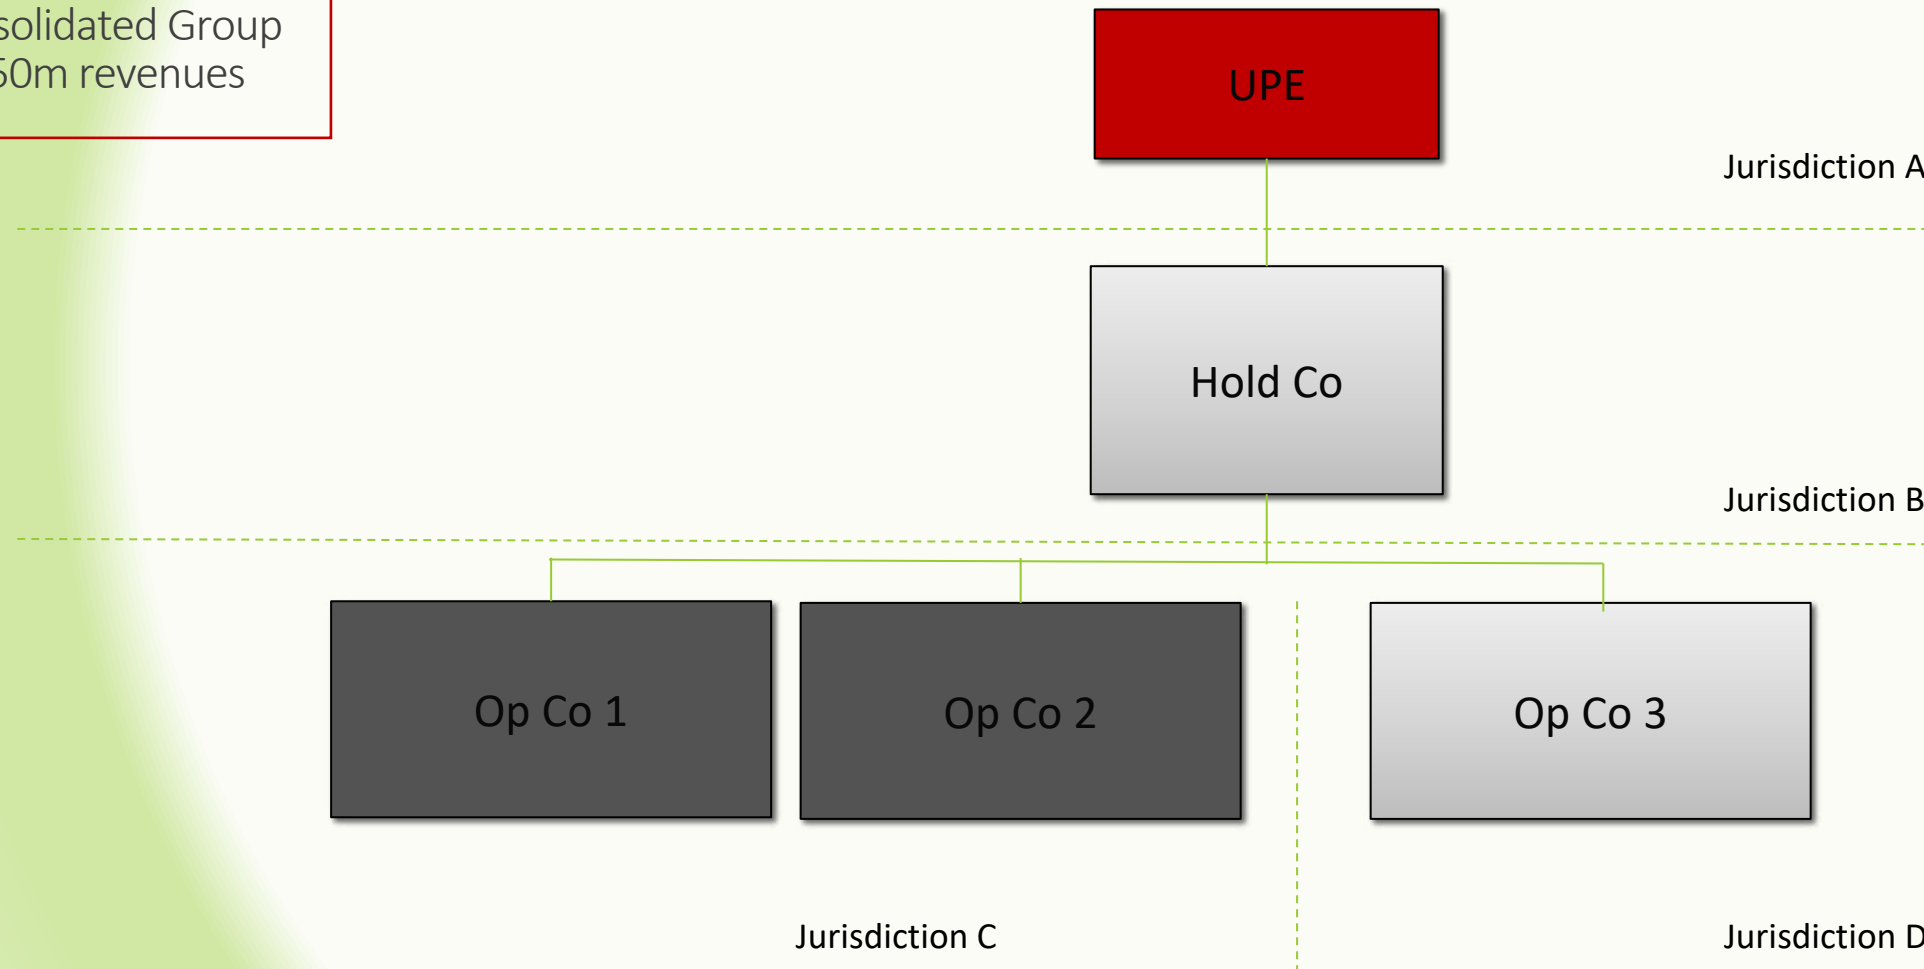 solidated Group
50m revenues
UPE
Jurisdiction A
Hold Co
Jurisdiction B
Op Co 1
Op Co 2
Op Co 3
Jurisdiction C
Jurisdiction D